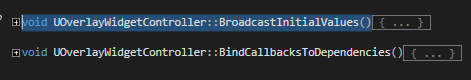 void UOverlayWidgetController::BroadcastInitialValues(){ ... }
void UOverlayWidgetController::BindCallbacksToDependencies(){ ... }